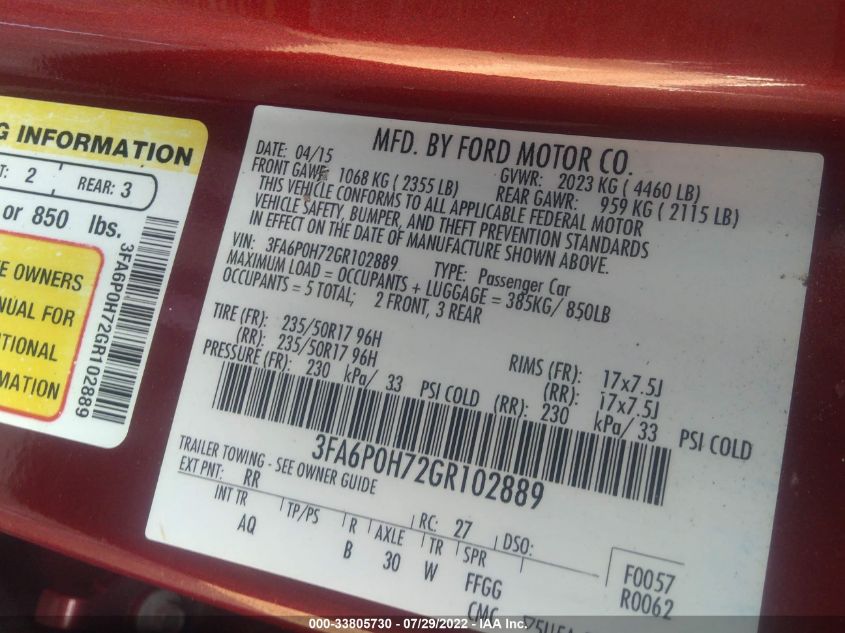 G INFORMATION
T: 2 REAR: 3
or 850 lbs.
E OWNERS
NUAL FOR
ITIONAL
RMATION
3FA6P0H72GR102889
MFD. BY FORD MOTOR CO.
DATE: 04/15 GVWR: 2023 KG ( 4460 LB)
FRONT GAWR: 1068 KG ( 2355 LB) REAR GAWR: 959 KG ( 2115 LB)
THIS VEHICLE CONFORMS TO ALL APPLICABLE FEDERAL MOTOR
VEHICLE SAFETY, BUMPER, AND THEFT PREVENTION STANDARDS
IN EFFECT ON THE DATE OF MANUFACTURE SHOWN ABOVE.
VIN: 3FA6P0H72GR102889 TYPE: Passenger Car
MAXIMUM LOAD = OCCUPANTS + LUGGAGE = 385KG/ 850LB
OCCUPANTS = 5 TOTAL; 2 FRONT, 3 REAR
TIRE (FR): 235/50R17 96H RIMS (FR): 17x7.5J
(RR): 235/50R17 96H (RR): 17x7.5J
PRESSURE (FR): 230 kPa/ 33 PSI COLD (RR): 230 kPa/ 33 PSI COLD
3FA6P0H72GR102889
TRAILER TOWING - SEE OWNER GUIDE
EXT PNT: RR RC: 27 DSO:
INT TR TP/PS R AXLE TR SPR
AQ B 30 W FFGG
CMC
F0057
R0062
000-33805730 - 07/29/2022 - IAA Inc.